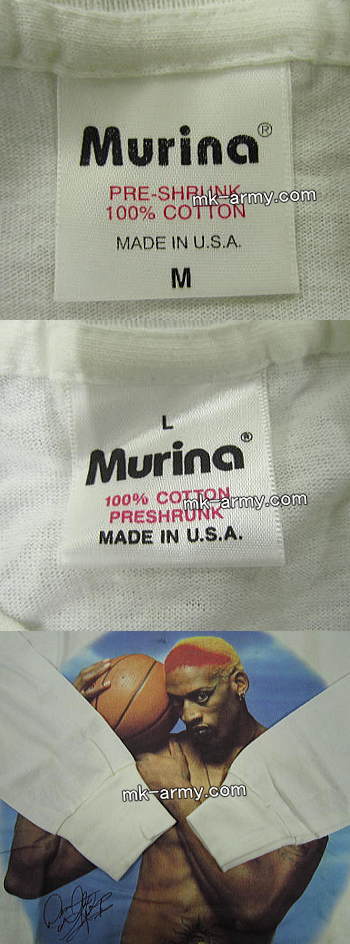 Murina®
PRE-SHRUNK
mk-army.com
100% COTTON
MADE IN U.S.A.
M
L
Murina®
100% COTTON
mk-army.com
PRESHRUNK
MADE IN U.S.A.
mk-army.com